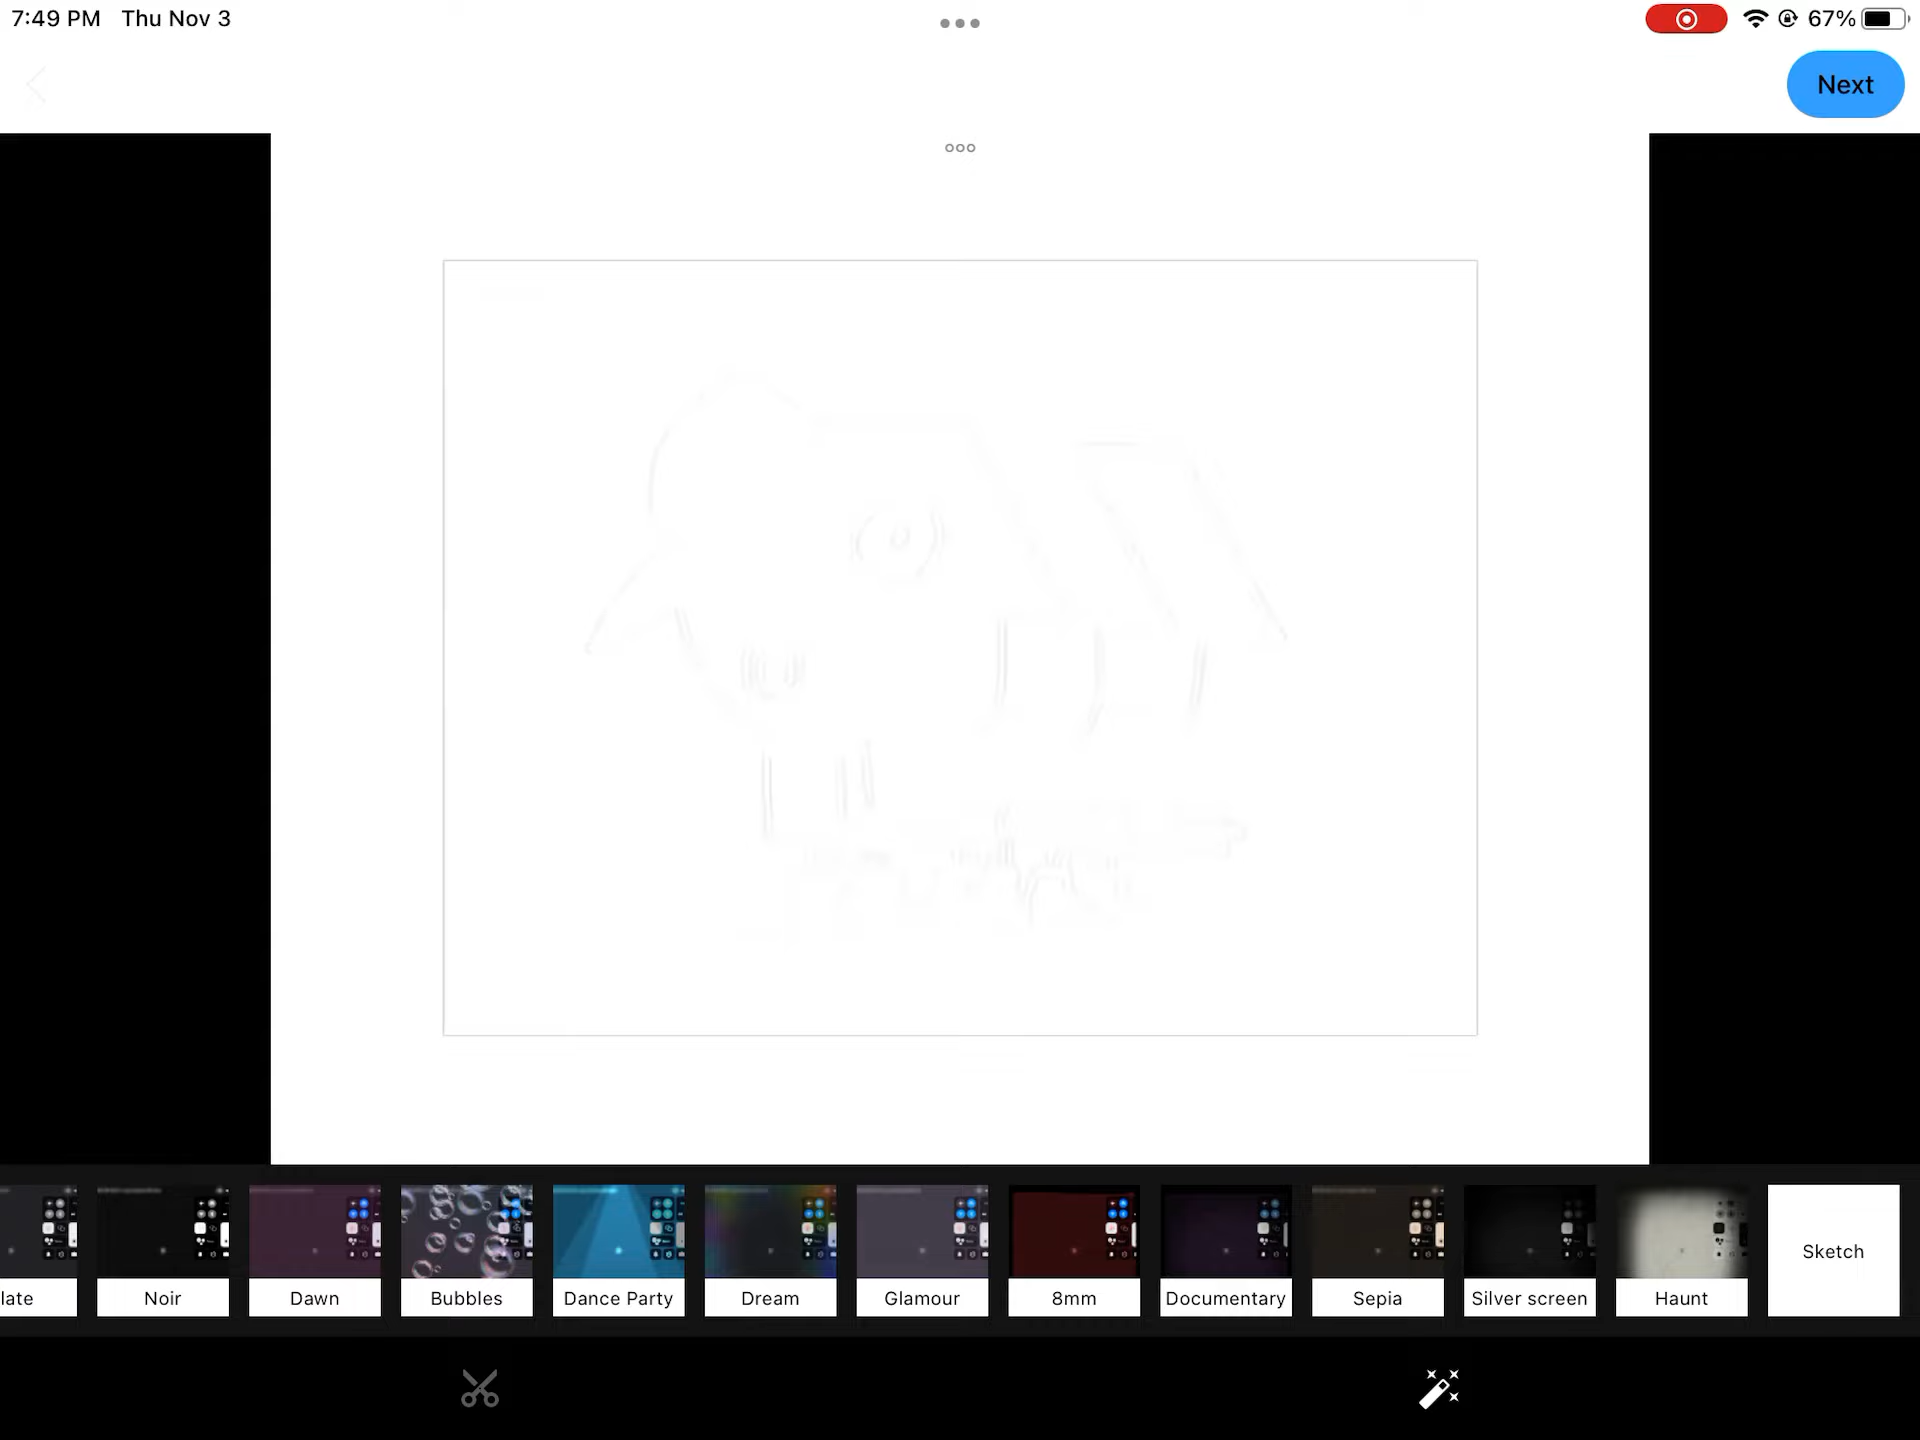 7:49 PM Thu Nov 3
67%
Next
late
Noir
Dawn
Bubbles
Dance Party
Dream
Glamour
8mm
Documentary
Sepia
Silver screen
Haunt
Sketch